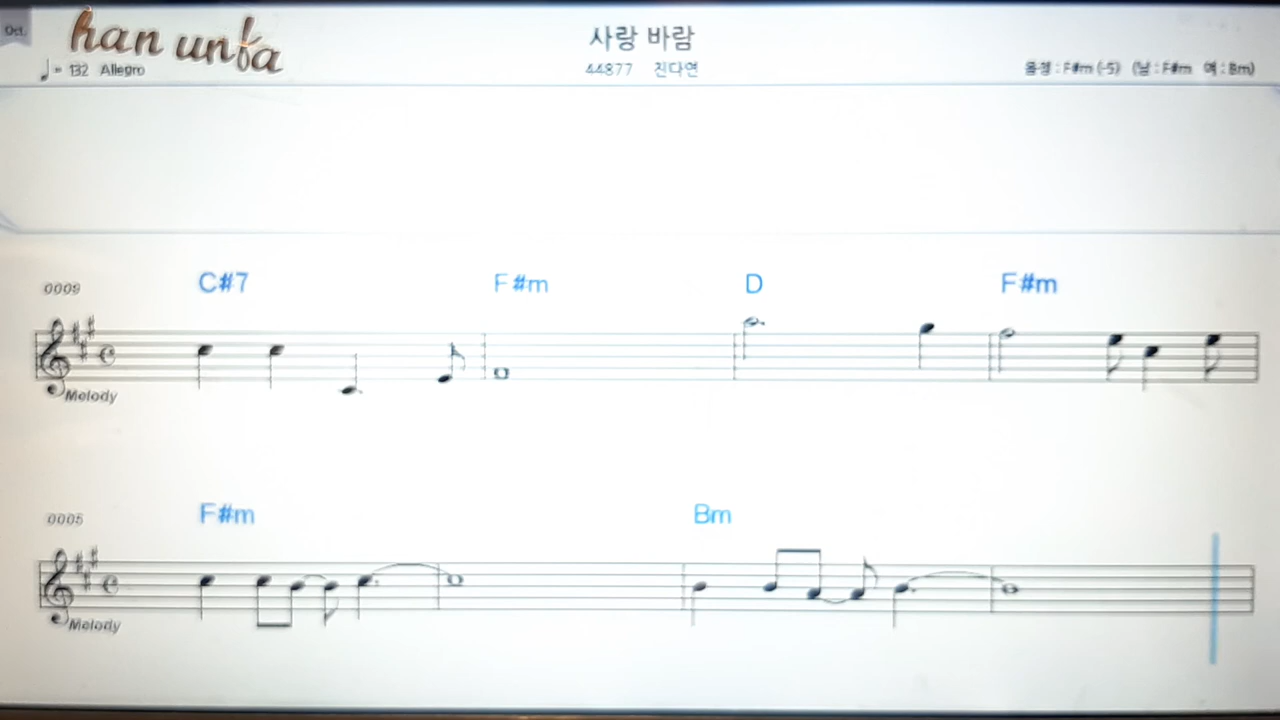 Oct.
han unfa
사랑 바람
♩ = 132 Allegro
44877 진다연
음정 : F#m (-5) (남 : F#m 여 : Bm)
0009
C#7 F#m D F#m
Melody
0005
F#m Bm
Melody